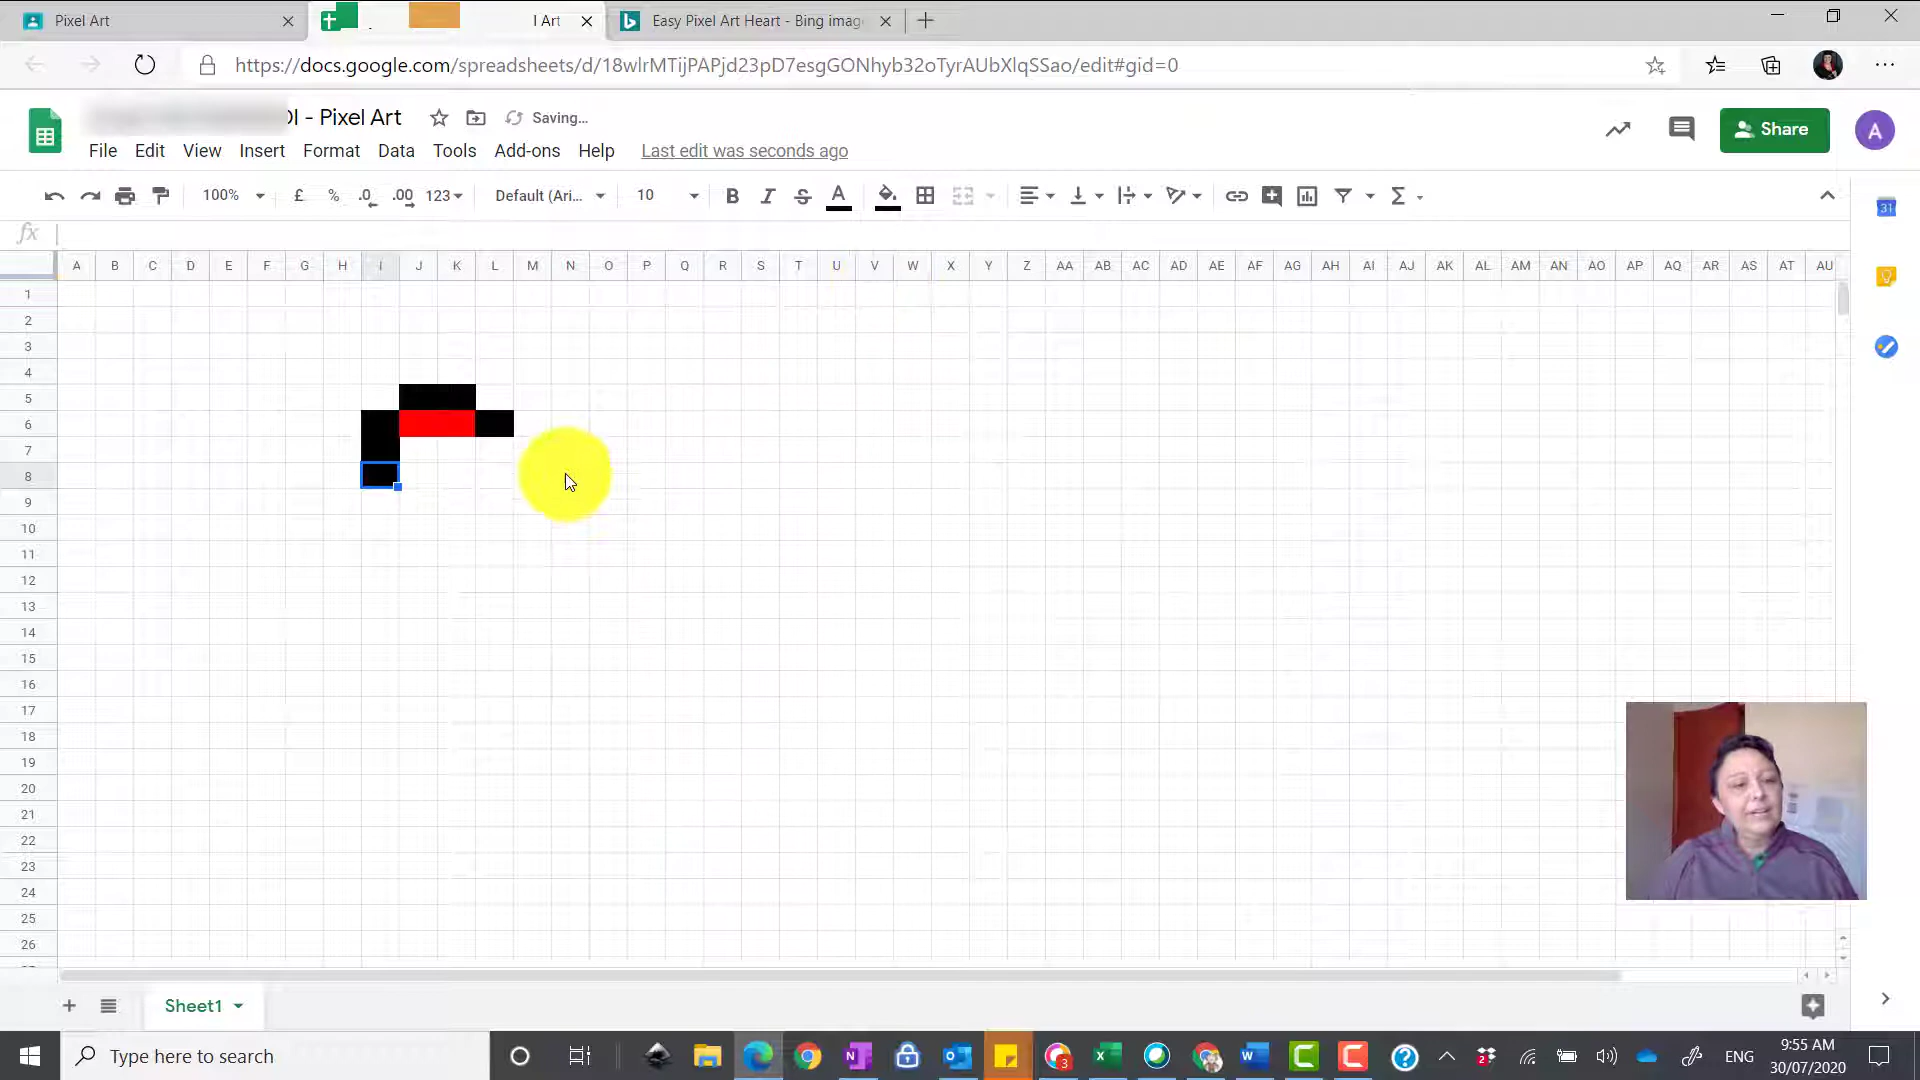 Pixel Art
l Art
Easy Pixel Art Heart - Bing imag
https://docs.google.com/spreadsheets/d/18wlrMTijPAPjd23pD7esgGONhyb32oTyrAUbXlqSSao/edit#gid=0
DI - Pixel Art
Saving...
Share
A
File Edit View Insert Format Data Tools Add-ons Help Last edit was seconds ago
100% £ % .0 .00 123 Default (Ari... 10 B I S A Σ
31
fx
A B C D E F G H I J K L M N O P Q R S T U V W X Y Z AA AB AC AD AE AF AG AH AI AJ AK AL AM AN AO AP AQ AR AS AT AU
1
2
3
4
5
6
7
8
9
10
11
12
13
14
15
16
17
18
19
20
21
22
23
24
25
26
Sheet1
Type here to search
3
2
ENG
9:55 AM
30/07/2020